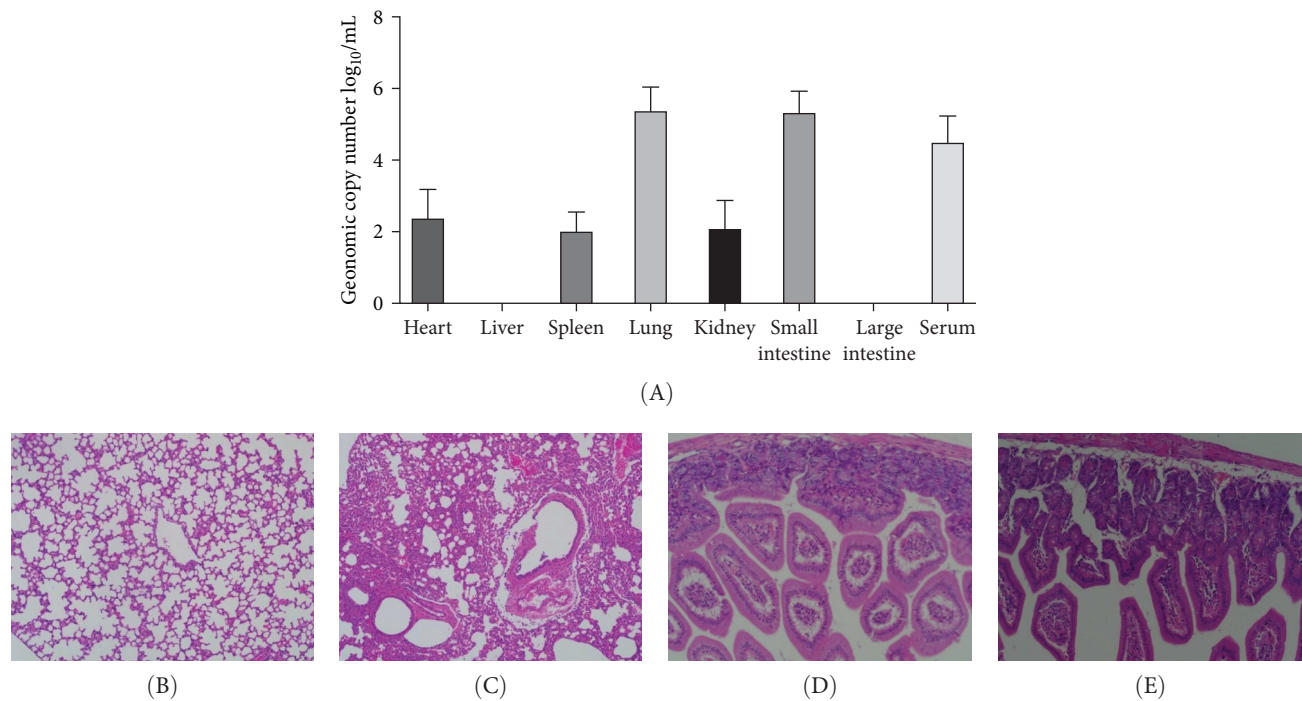 Geonomic copy number log₁₀/mL
8
6
4
2
0
Heart Liver Spleen Lung Kidney Small intestine Large intestine Serum
(A)
(B) (C) (D) (E)